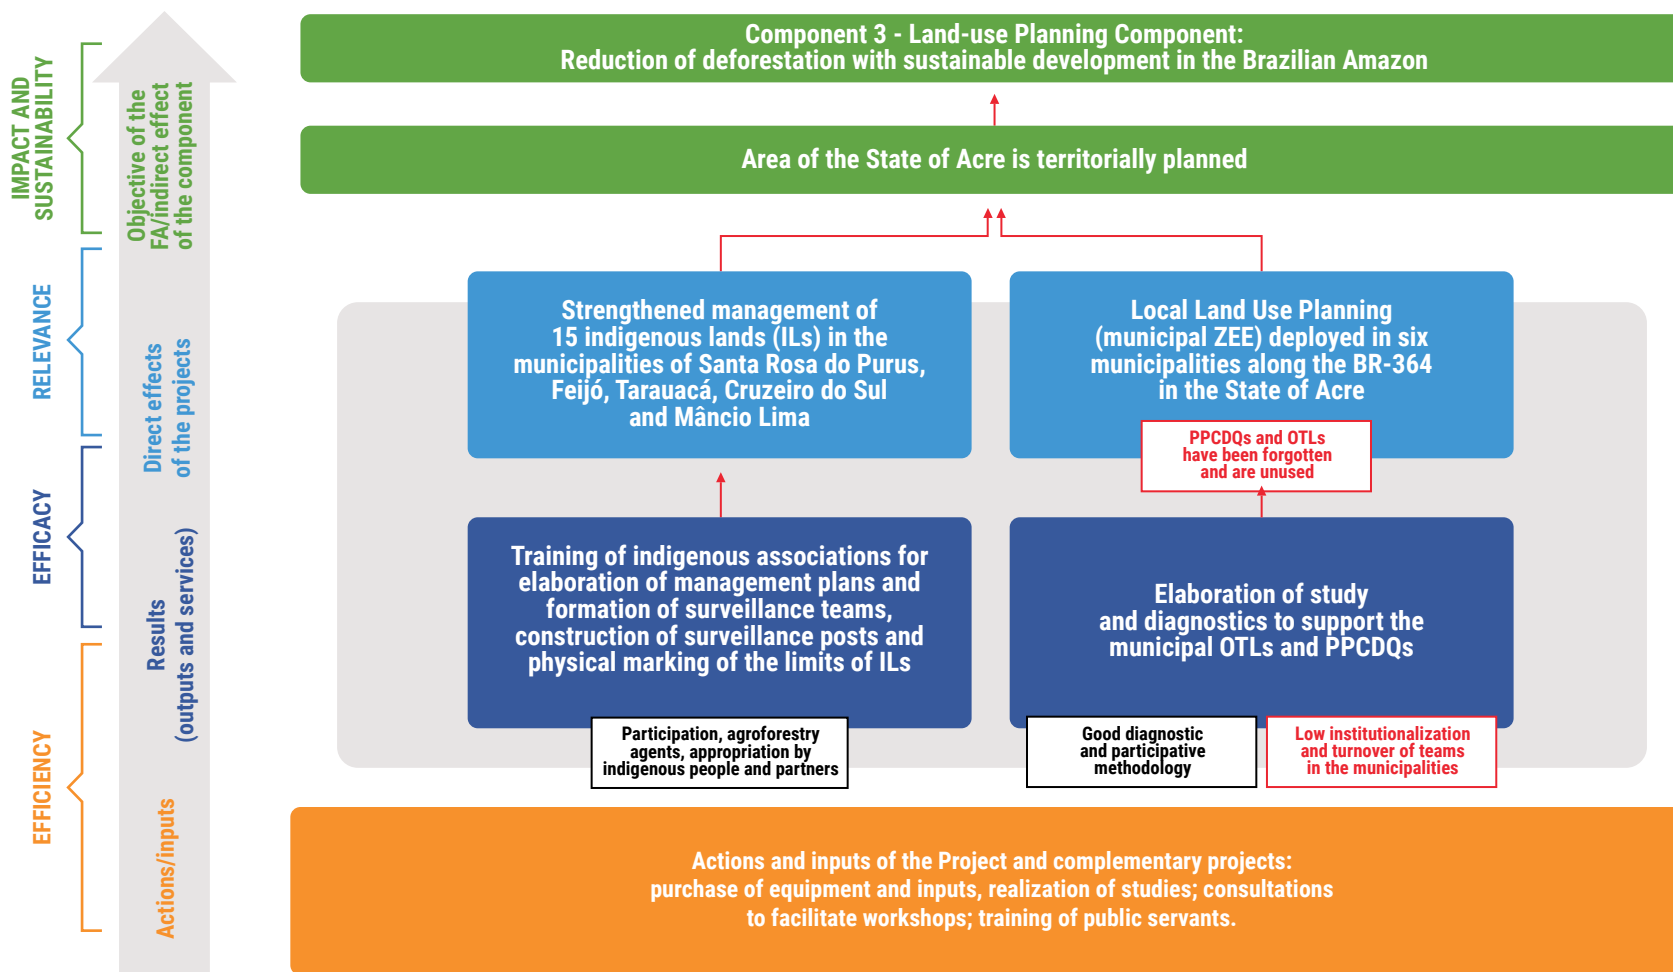 Component 3 - Land-use Planning Component:
Reduction of deforestation with sustainable development in the Brazilian Amazon
Area of the State of Acre is territorially planned
IMPACT AND
SUSTAINABILITY
Objective of the
FA/indirect effect
of the component
RELEVANCE
Direct effects
of the projects
Strengthened management of
15 indigenous lands (ILs) in the
municipalities of Santa Rosa do Purus,
Feijó, Tarauacá, Cruzeiro do Sul
and Mâncio Lima
Local Land Use Planning
(municipal ZEE) deployed in six
municipalities along the BR-364
in the State of Acre
PPCDQs and OTLs
have been forgotten
and are unused
EFFICACY
Results
(outputs and services)
Training of indigenous associations for
elaboration of management plans and
formation of surveillance teams,
construction of surveillance posts and
physical marking of the limits of ILs
Elaboration of study
and diagnostics to support the
municipal OTLs and PPCDQs
Participation, agroforestry
agents, appropriation by
indigenous people and partners
Good diagnostic
and participative
methodology
Low institutionalization
and turnover of teams
in the municipalities
EFFICIENCY
Actions/inputs
Actions and inputs of the Project and complementary projects:
purchase of equipment and inputs, realization of studies; consultations
to facilitate workshops; training of public servants.